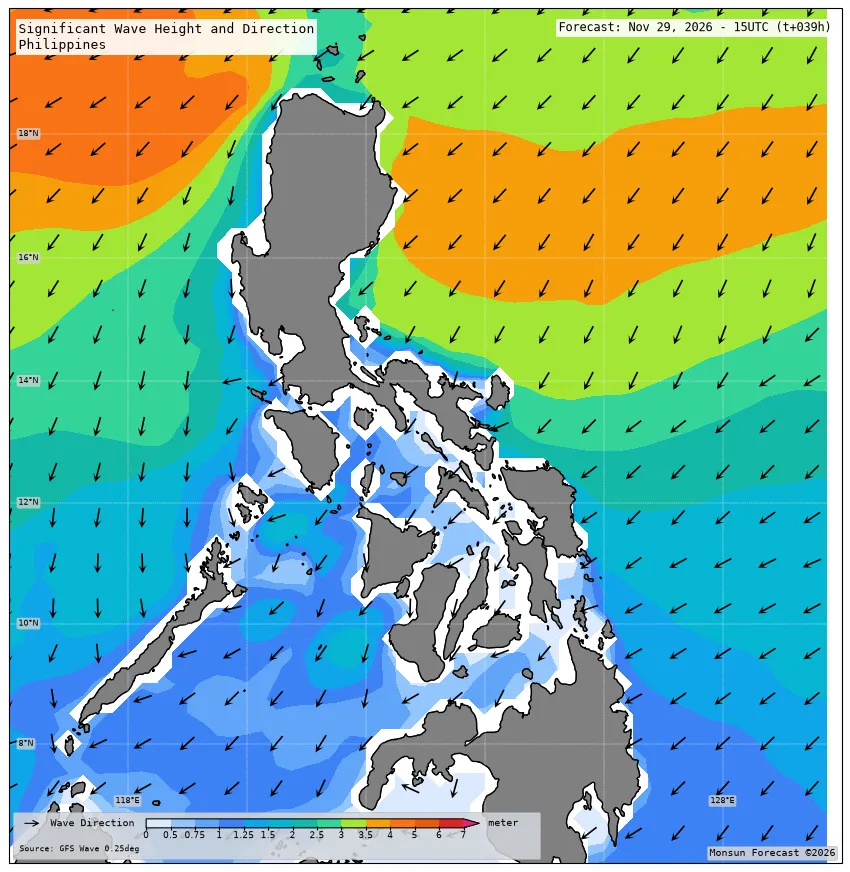 Significant Wave Height and Direction
Philippines
Forecast: Nov 29, 2026 - 15UTC (t+039h)
18°N
16°N
14°N
12°N
10°N
8°N
118°E
128°E
Wave Direction
0 0.5 0.75 1 1.25 1.5 2 2.5 3 3.5 4 5 6 7
meter
Source: GFS Wave 0.25deg
Monsun Forecast ©2026